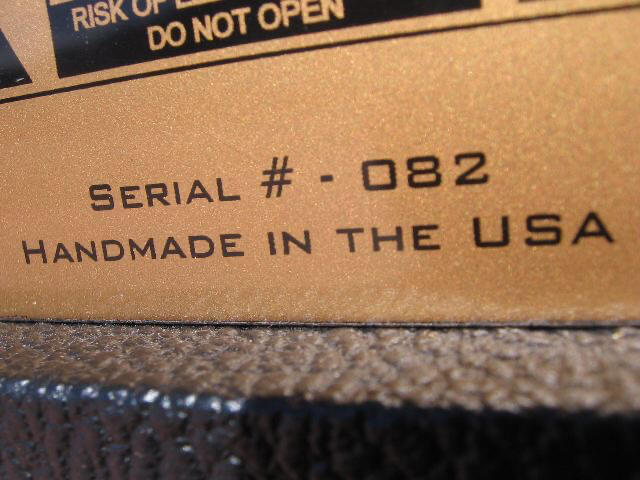 RISK OF
DO NOT OPEN
SERIAL # - 082
HANDMADE IN THE USA